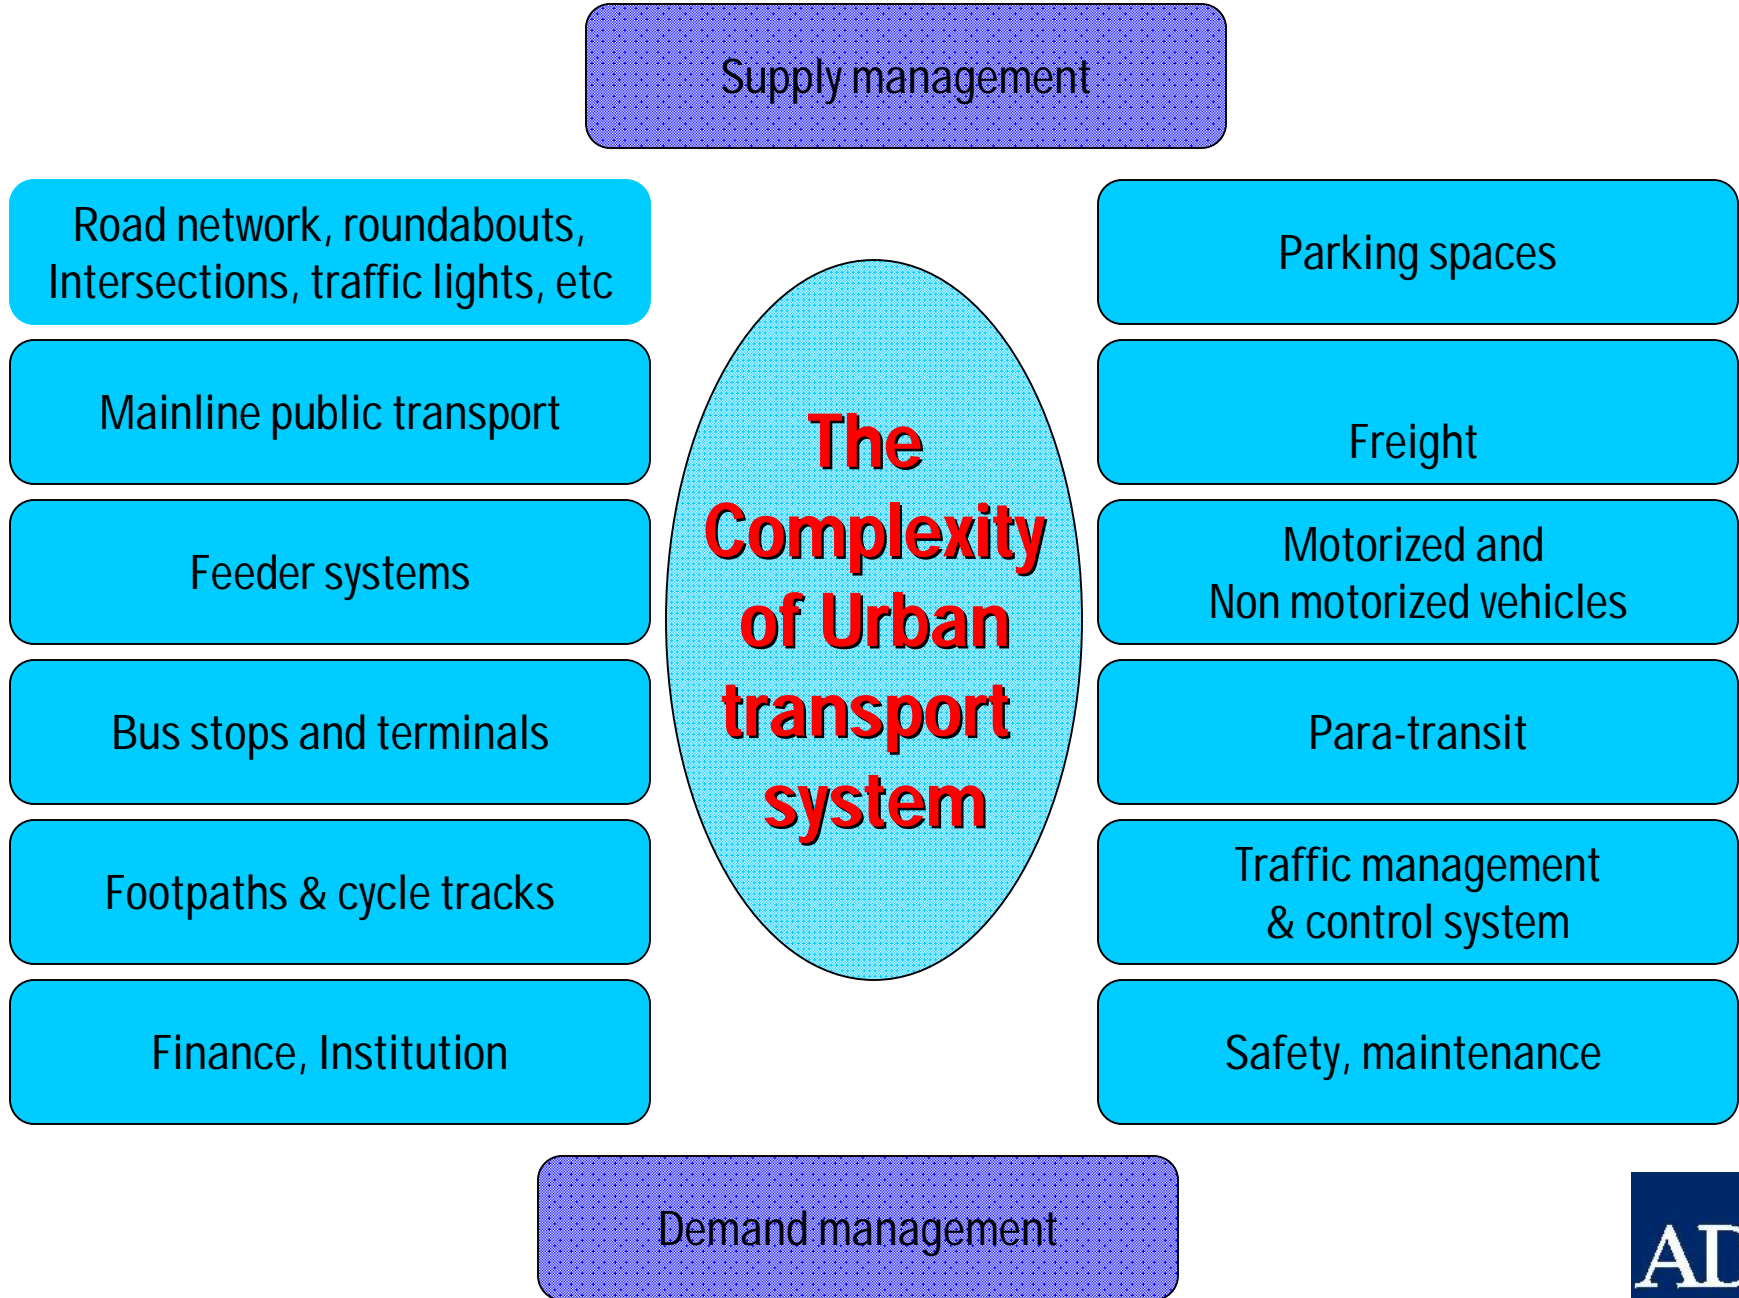 Supply management
Road network, roundabouts,
Intersections, traffic lights, etc
Mainline public transport
Feeder systems
Bus stops and terminals
Footpaths & cycle tracks
Finance, Institution
The
Complexity
of Urban
transport
system
Parking spaces
Freight
Motorized and
Non motorized vehicles
Para-transit
Traffic management
& control system
Safety, maintenance
Demand management